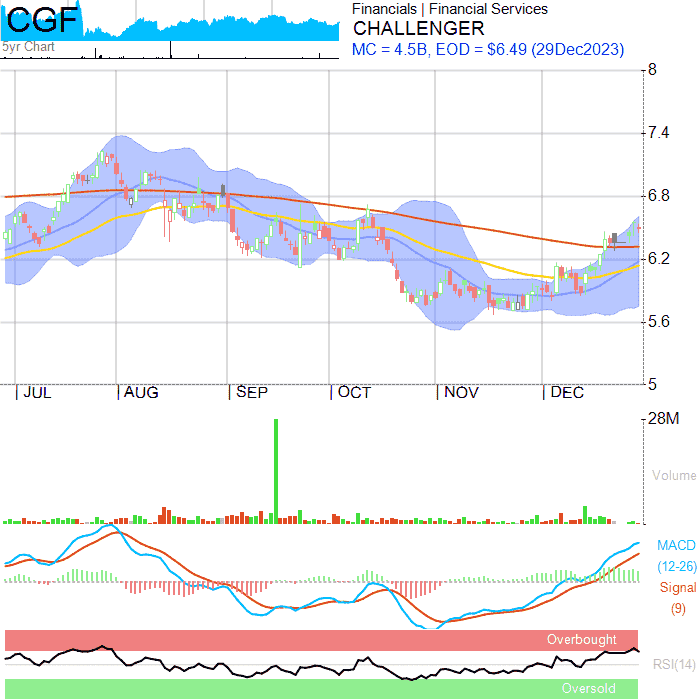 CGF
5yr Chart
Financials | Financial Services
CHALLENGER
MC = 4.5B, EOD = $6.49 (29Dec2023)
8
7.4
6.8
6.2
5.6
5
JUL AUG SEP OCT NOV DEC
28M
Volume
MACD
(12-26)
Signal
(9)
Overbought
RSI(14)
Oversold